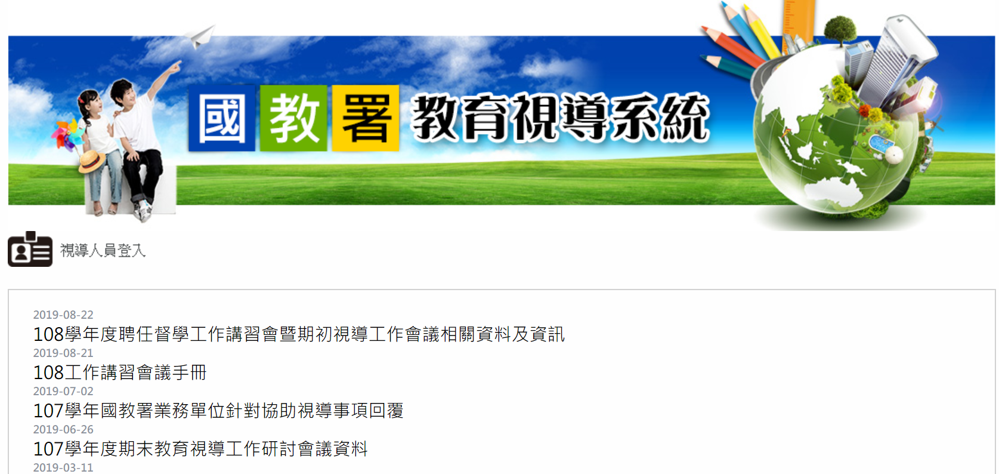 國教署 教育視導系統
視導人員登入
2019-08-22
108學年度聘任督學工作講習會暨期初視導工作會議相關資料及資訊
2019-08-21
108工作講習會議手冊
2019-07-02
107學年國教署業務單位針對協助視導事項回覆
2019-06-26
107學年度期末教育視導工作研討會議資料
2019-03-11